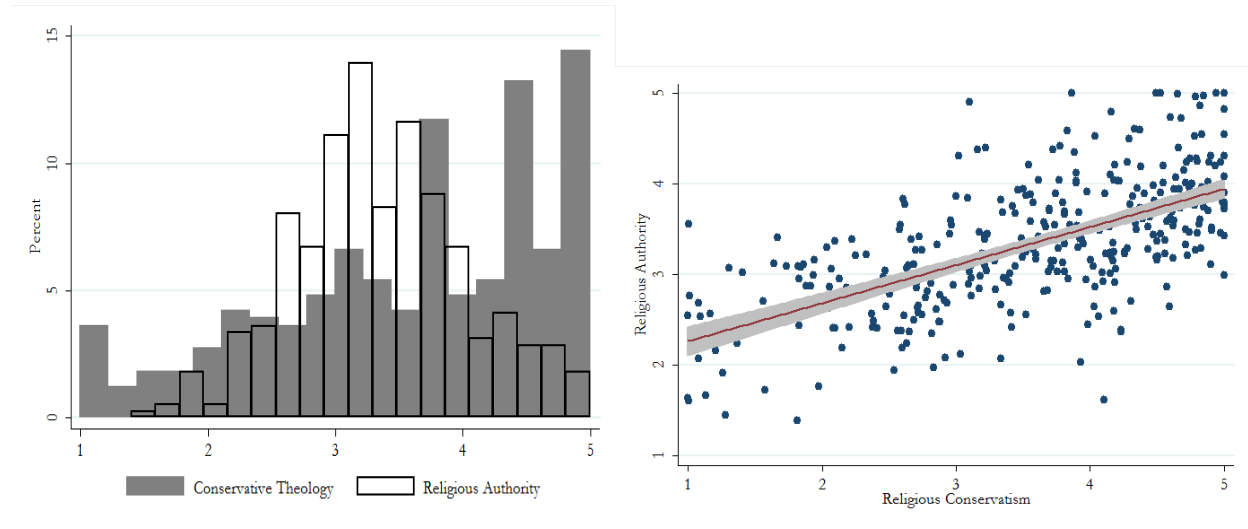 15
10
5
0
Percent
1 2 3 4 5
Conservative Theology Religious Authority
5
4
3
2
1
Religious Authority
1 2 3 4 5
Religious Conservatism